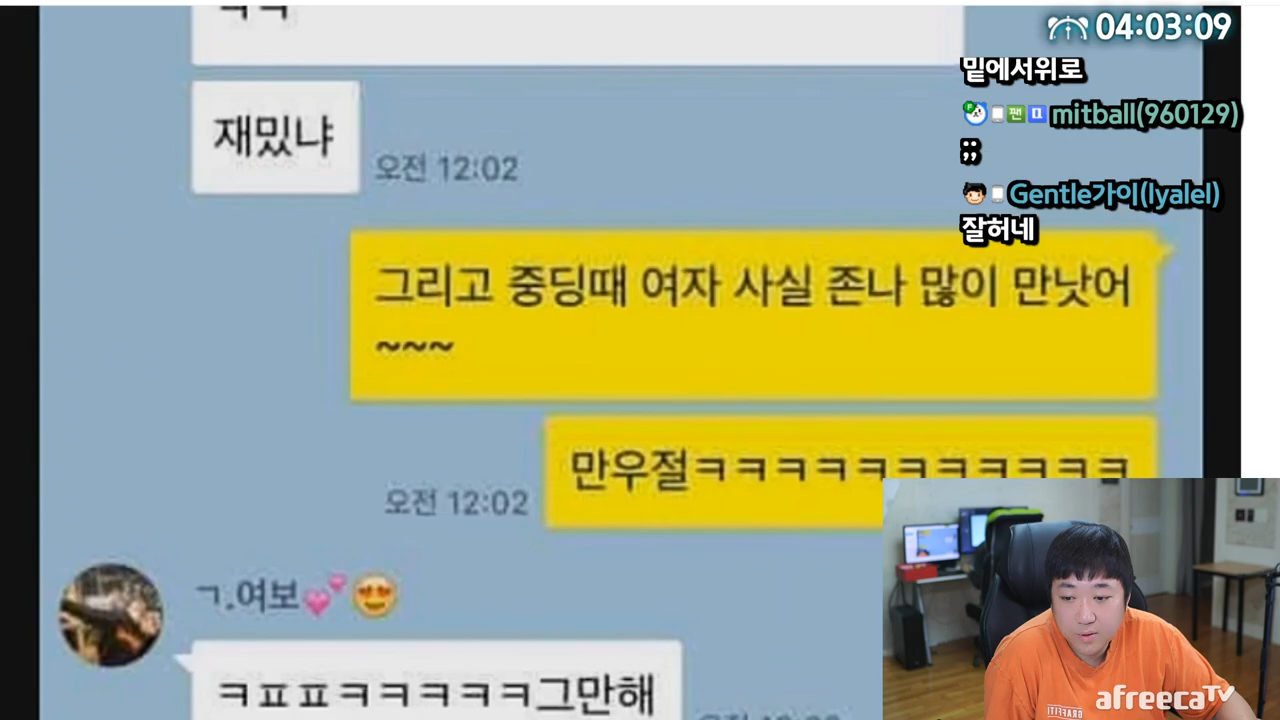 ㅋㅋ
재밌냐
오전 12:02
그리고 중딩때 여자 사실 존나 많이 만낫어
~~~
만우절ㅋㅋㅋㅋㅋㅋㅋㅋㅋㅋㅋ
오전 12:02
ㄱ.여보💕😍
ㅋㅍㅍㅋㅋㅋㅋㅋ그만해
04:03:09
밑에서위로
팬 mitball(960129)
;;
Gentle가이(lyalel)
잘허네
afreecaTV